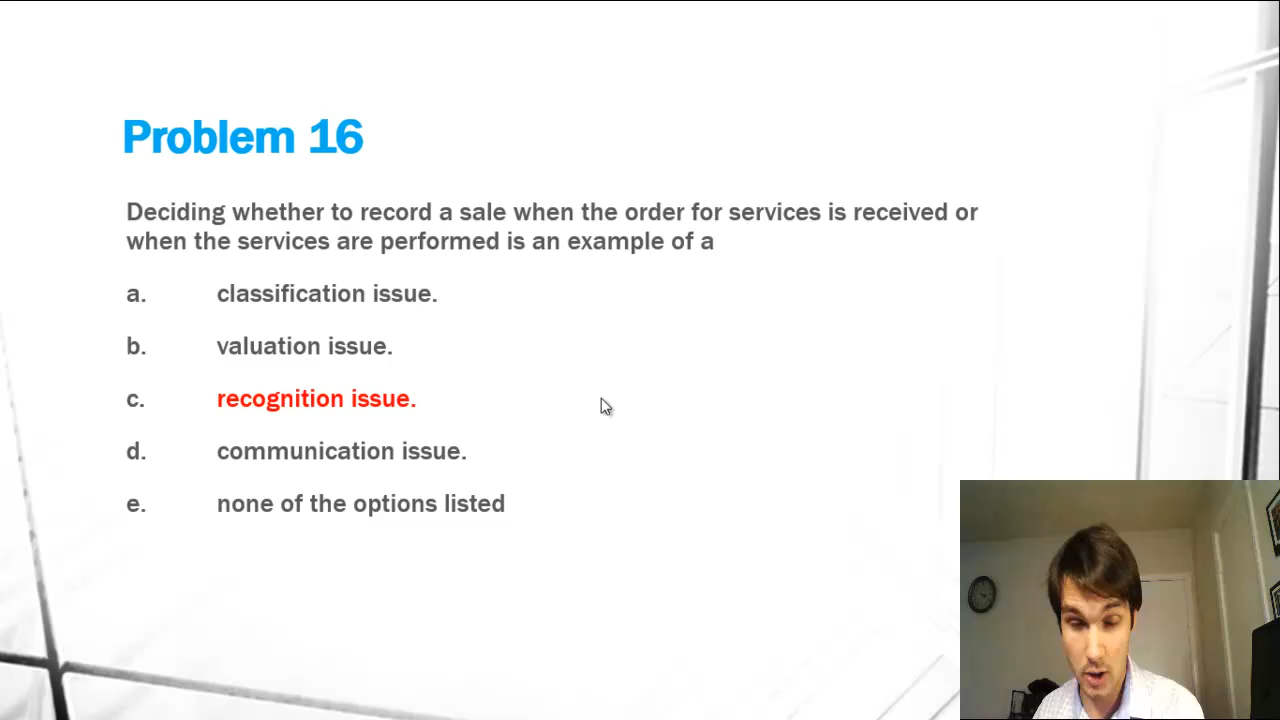 Problem 16
Deciding whether to record a sale when the order for services is received or
when the services are performed is an example of a
a. classification issue.
b. valuation issue.
c. recognition issue.
d. communication issue.
e. none of the options listed